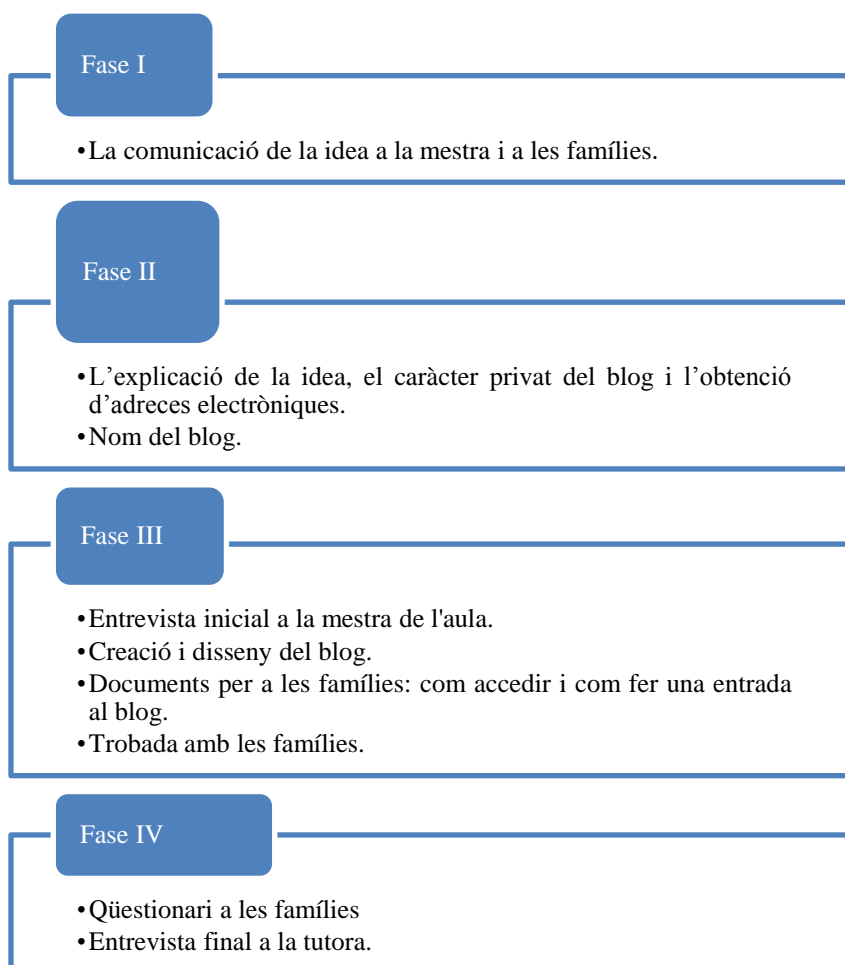 Fase I
•La comunicació de la idea a la mestra i a les famílies.
Fase II
•L’explicació de la idea, el caràcter privat del blog i l’obtenció
d’adreces electròniques.
•Nom del blog.
Fase III
•Entrevista inicial a la mestra de l'aula.
•Creació i disseny del blog.
•Documents per a les famílies: com accedir i com fer una entrada
al blog.
•Trobada amb les famílies.
Fase IV
•Qüestionari a les famílies
•Entrevista final a la tutora.